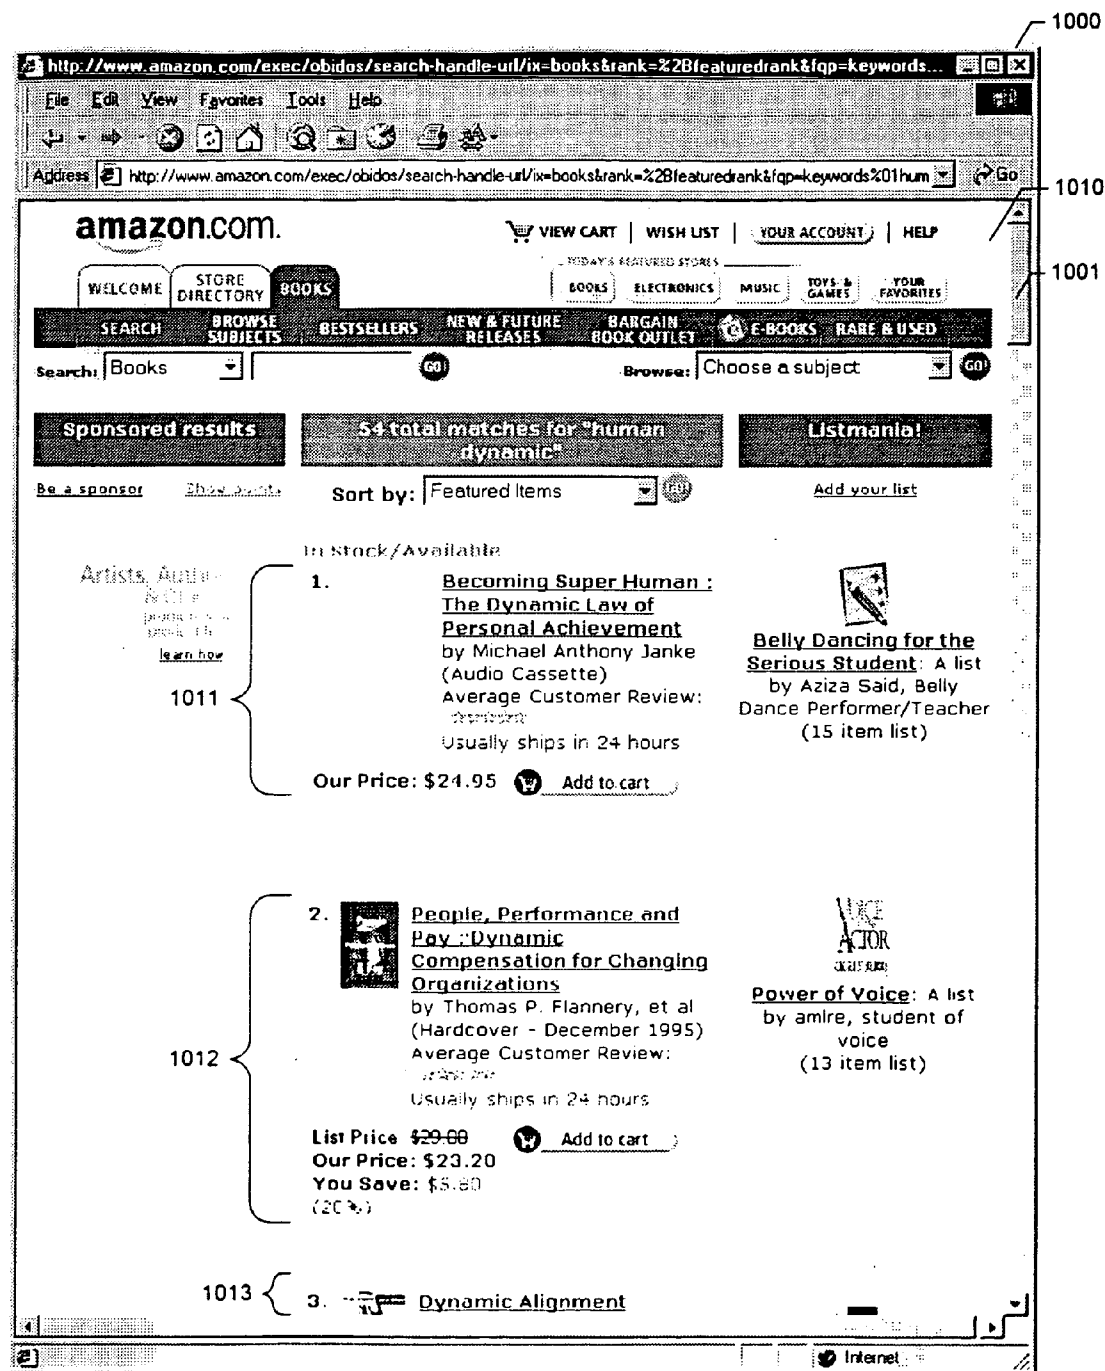 1000
http://www.amazon.com/exec/obidos/search-handle-url/ix=books&rank=%2Bfeaturedrank&fqp=keywords...
File Edit View Favorites Tools Help
Address http://www.amazon.com/exec/obidos/search-handle-url/ix=books&rank=%2Bfeaturedrank&fqp=keywords%01hum Go
1010
amazon.com.
VIEW CART | WISH LIST | YOUR ACCOUNT | HELP
1001
TODAY'S FEATURED STORES
WELCOME STORE DIRECTORY BOOKS
BOOKS ELECTRONICS MUSIC TOYS & GAMES YOUR FAVORITES
SEARCH BROWSE SUBJECTS BESTSELLERS NEW & FUTURE RELEASES BARGAIN BOOK OUTLET E-BOOKS RARE & USED
Search: Books GO! Browse: Choose a subject GO!
Sponsored results
54 total matches for "human dynamic"
Listmania!
Be a sponsor Show points
Sort by: Featured Items GO!
Add your list
In Stock/Available
Artists,
learn how
1011
1. Becoming Super Human :
The Dynamic Law of
Personal Achievement
by Michael Anthony Janke
(Audio Cassette)
Average Customer Review:
Usually ships in 24 hours
Our Price: $24.95 Add to cart
Belly Dancing for the
Serious Student: A list
by Aziza Said, Belly
Dance Performer/Teacher
(15 item list)
1012
2. People, Performance and
Pay : Dynamic
Compensation for Changing
Organizations
by Thomas P. Flannery, et al
(Hardcover - December 1995)
Average Customer Review:
Usually ships in 24 hours
List Price $29.00 Add to cart
Our Price: $23.20
You Save: $5.80
(20%)
VOICE
ACTOR
Power of Voice: A list
by amire, student of
voice
(13 item list)
1013
3. Dynamic Alignment
Internet